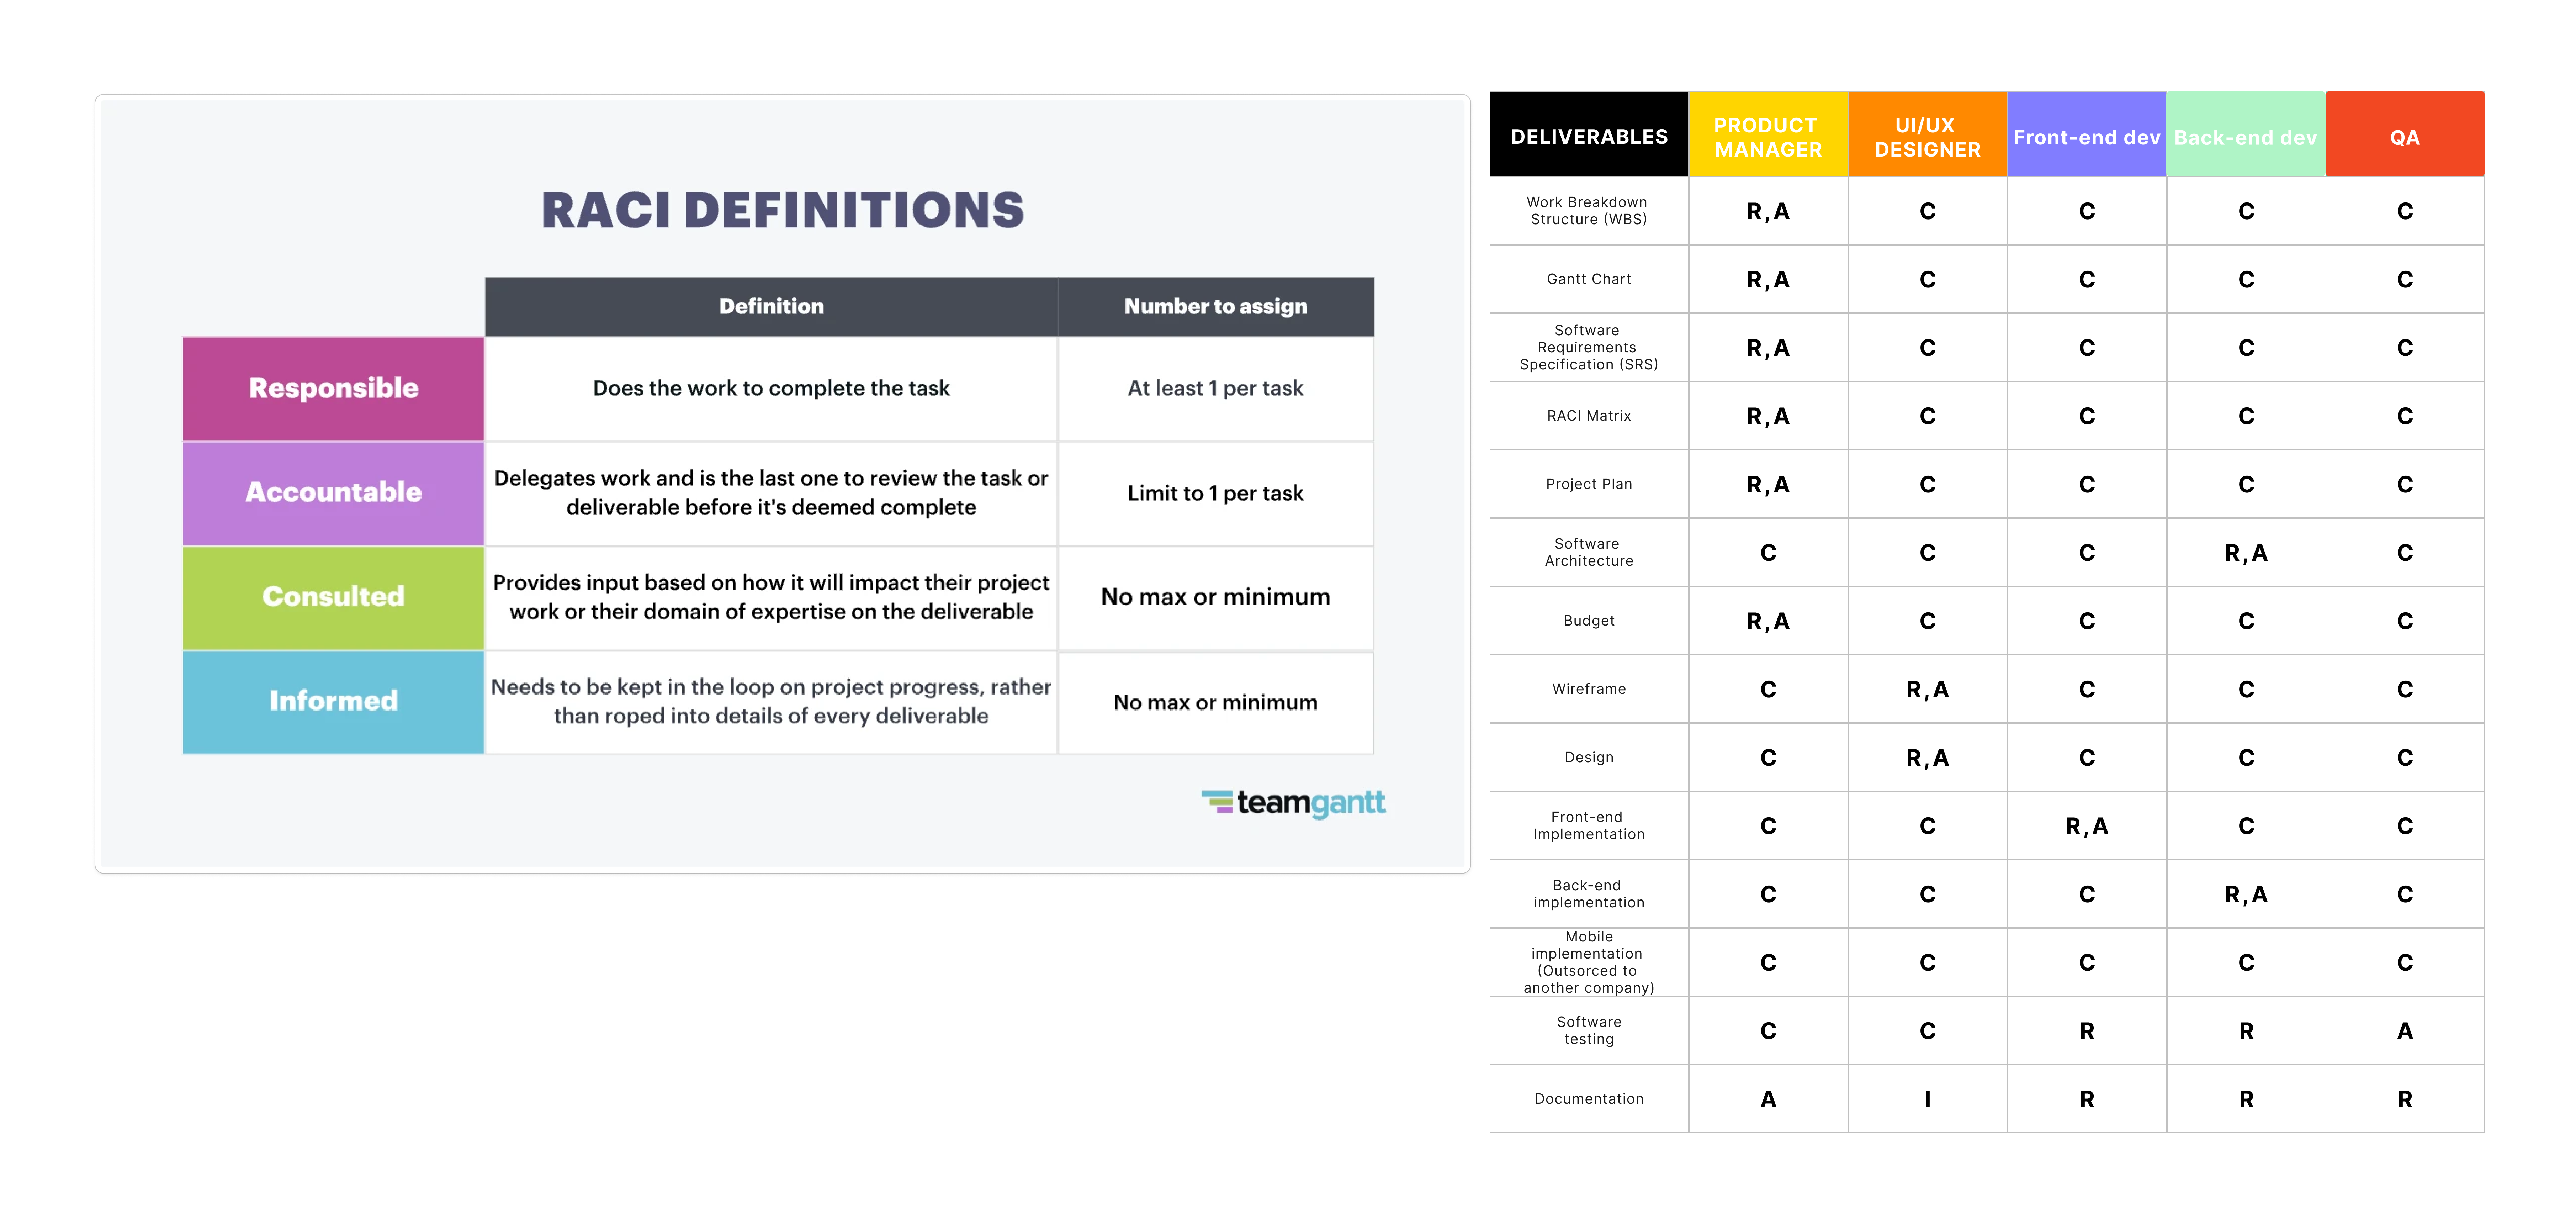 RACI DEFINITIONS
Definition
Number to assign
Responsible
Does the work to complete the task
At least 1 per task
Accountable
Delegates work and is the last one to review the task or
deliverable before it's deemed complete
Limit to 1 per task
Consulted
Provides input based on how it will impact their project
work or their domain of expertise on the deliverable
No max or minimum
Informed
Needs to be kept in the loop on project progress, rather
than roped into details of every deliverable
No max or minimum
teamgantt
DELIVERABLES
PRODUCT
MANAGER
UI/UX
DESIGNER
Front-end dev
Back-end dev
QA
Work Breakdown
Structure (WBS)
R,A
C
C
C
C
Gantt Chart
R,A
C
C
C
C
Software
Requirements
Specification (SRS)
R,A
C
C
C
C
RACI Matrix
R,A
C
C
C
C
Project Plan
R,A
C
C
C
C
Software
Architecture
C
C
C
R,A
C
Budget
R,A
C
C
C
C
Wireframe
C
R,A
C
C
C
Design
C
R,A
C
C
C
Front-end
Implementation
C
C
R,A
C
C
Back-end
implementation
C
C
C
R,A
C
Mobile
implementation
(Outsorced to
another company)
C
C
C
C
C
Software
testing
C
C
R
R
A
Documentation
A
I
R
R
R